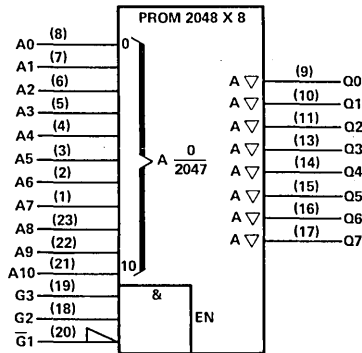 PROM 2048 X 8
A0 (8) 0
A1 (7)
A2 (6)
A3 (5)
A4 (4)
A5 (3)
A6 (2)
A7 (1)
A8 (23)
A9 (22)
A10 (21) 10
A 0
2047
G3 (19)
G2 (18)
G1 (20)
&
EN
A ▽ (9) Q0
A ▽ (10) Q1
A ▽ (11) Q2
A ▽ (13) Q3
A ▽ (14) Q4
A ▽ (15) Q5
A ▽ (16) Q6
A ▽ (17) Q7